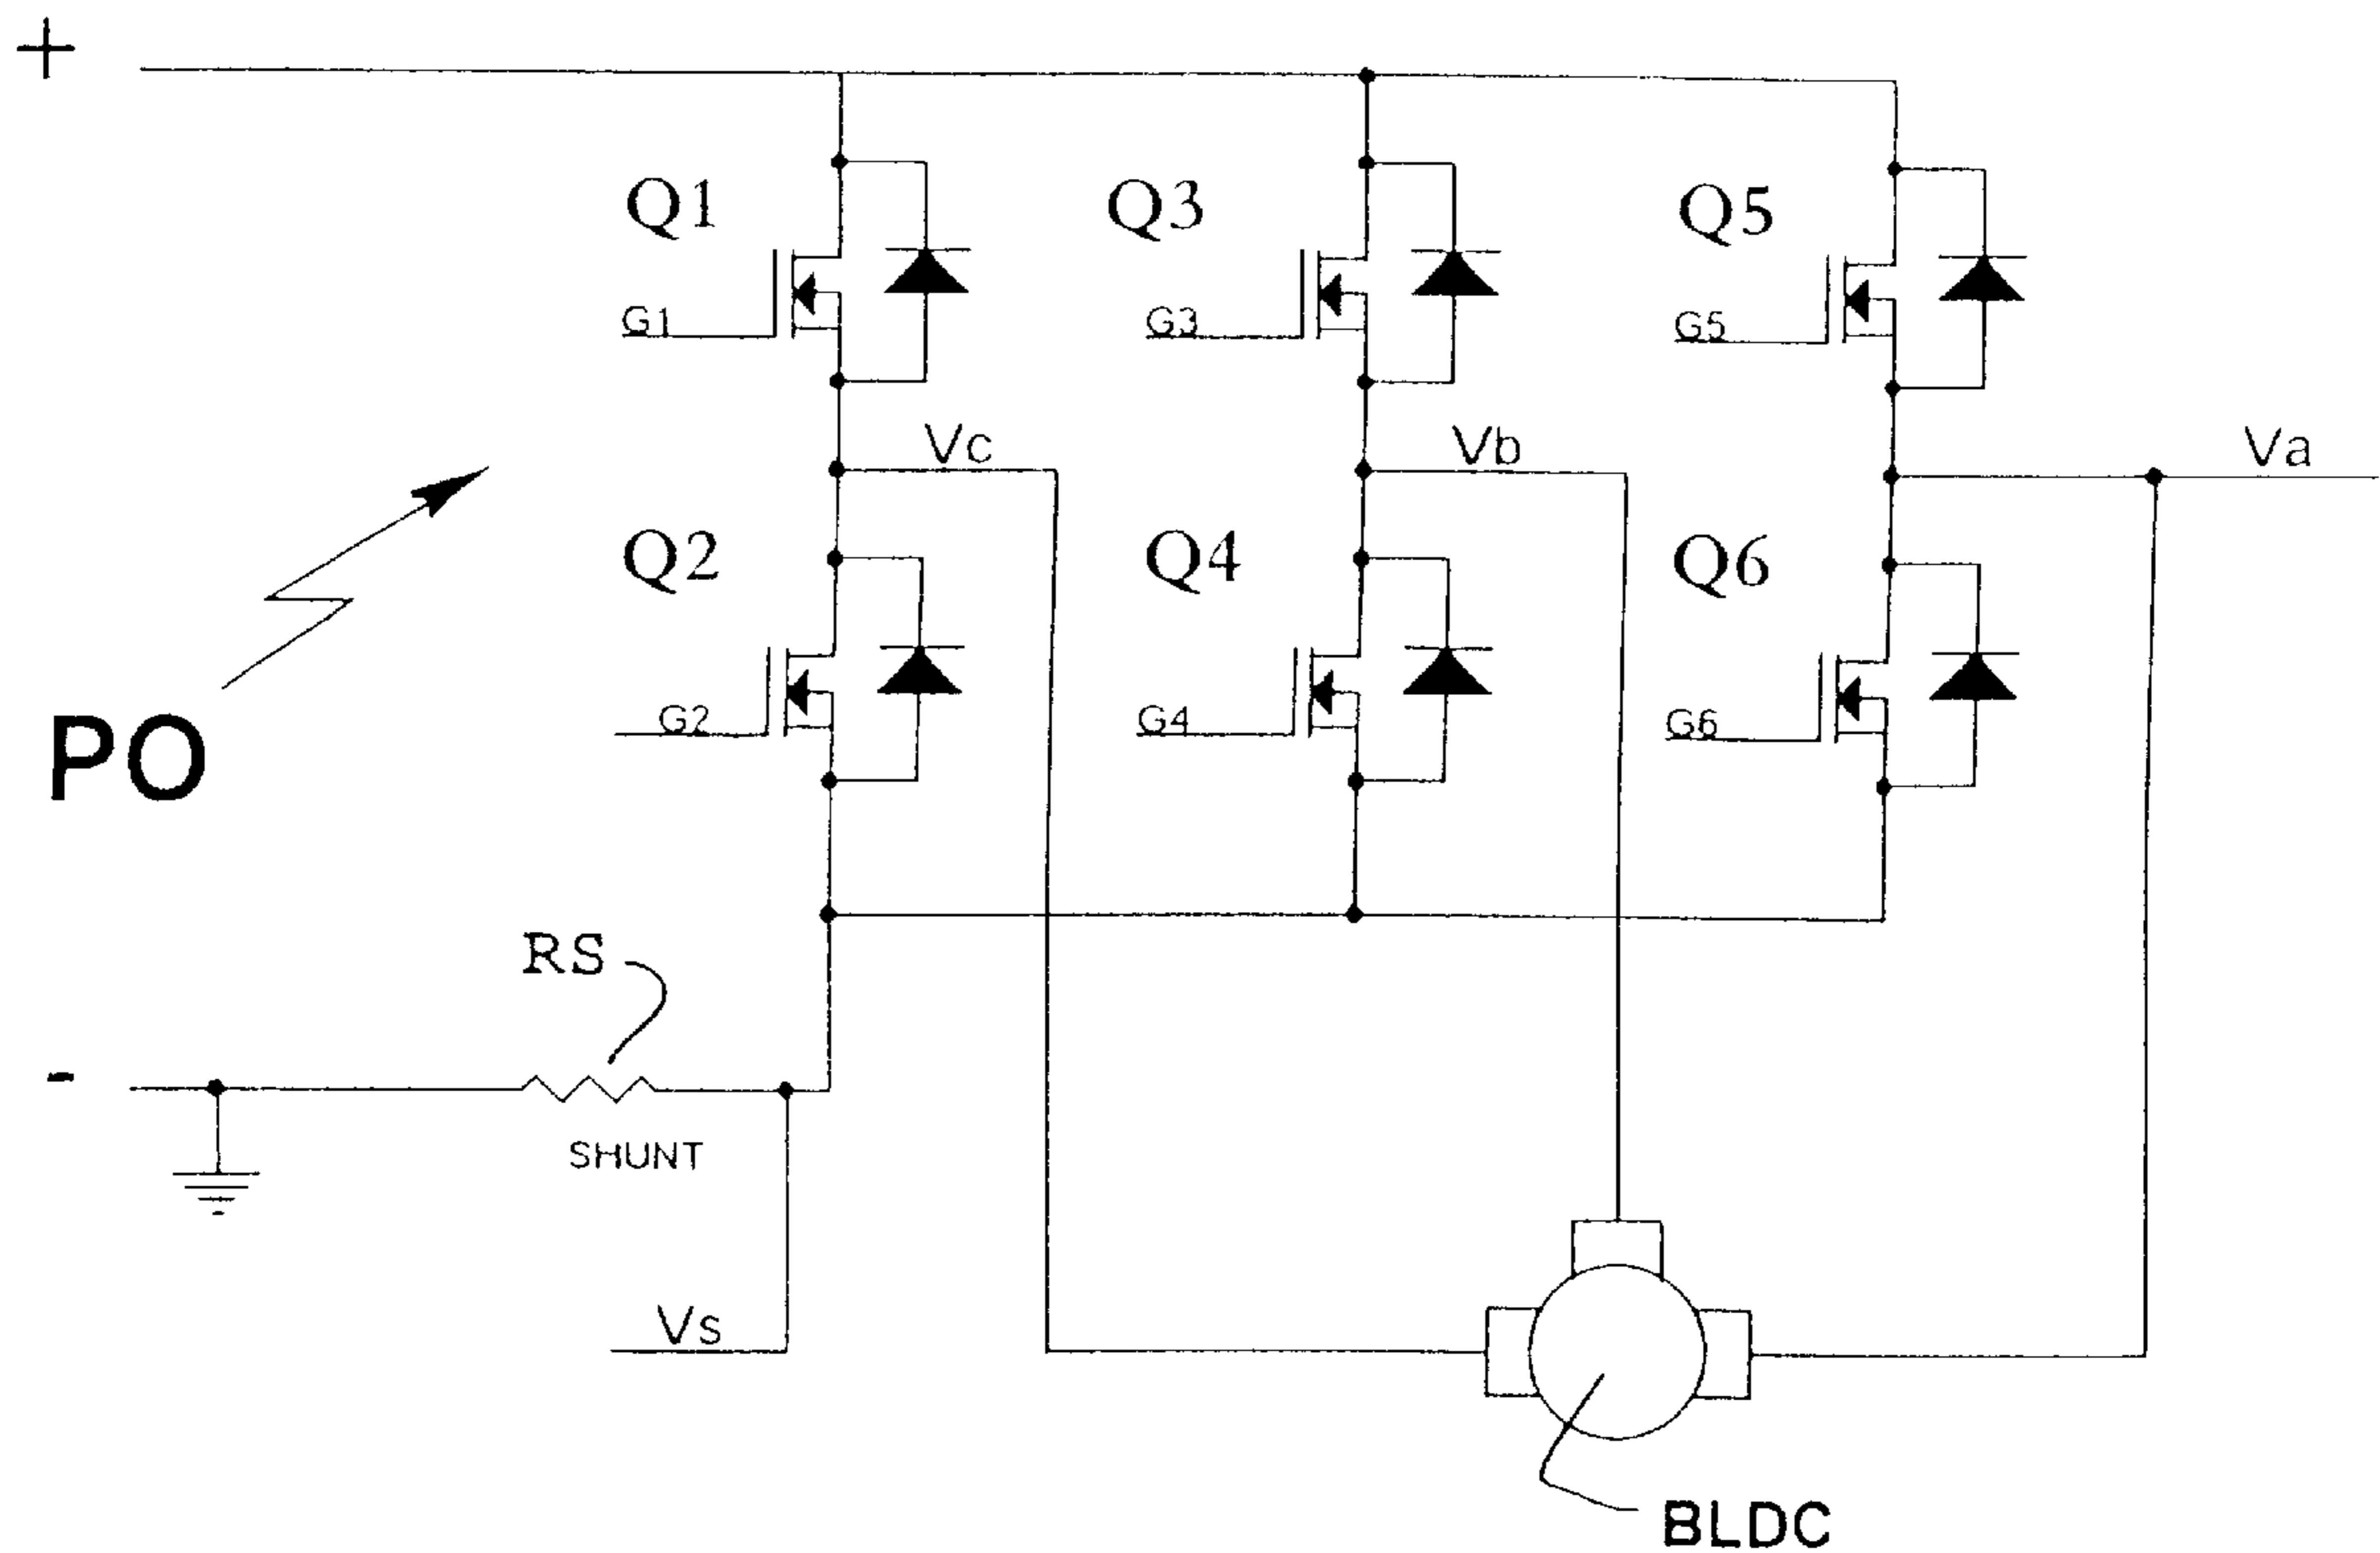 +
Q1 Q3 Q5
G1 G3 G5
Vc Vb Va
Q2 Q4 Q6
G2 G4 G6
PO
RS
-
SHUNT
Vs
BLDC